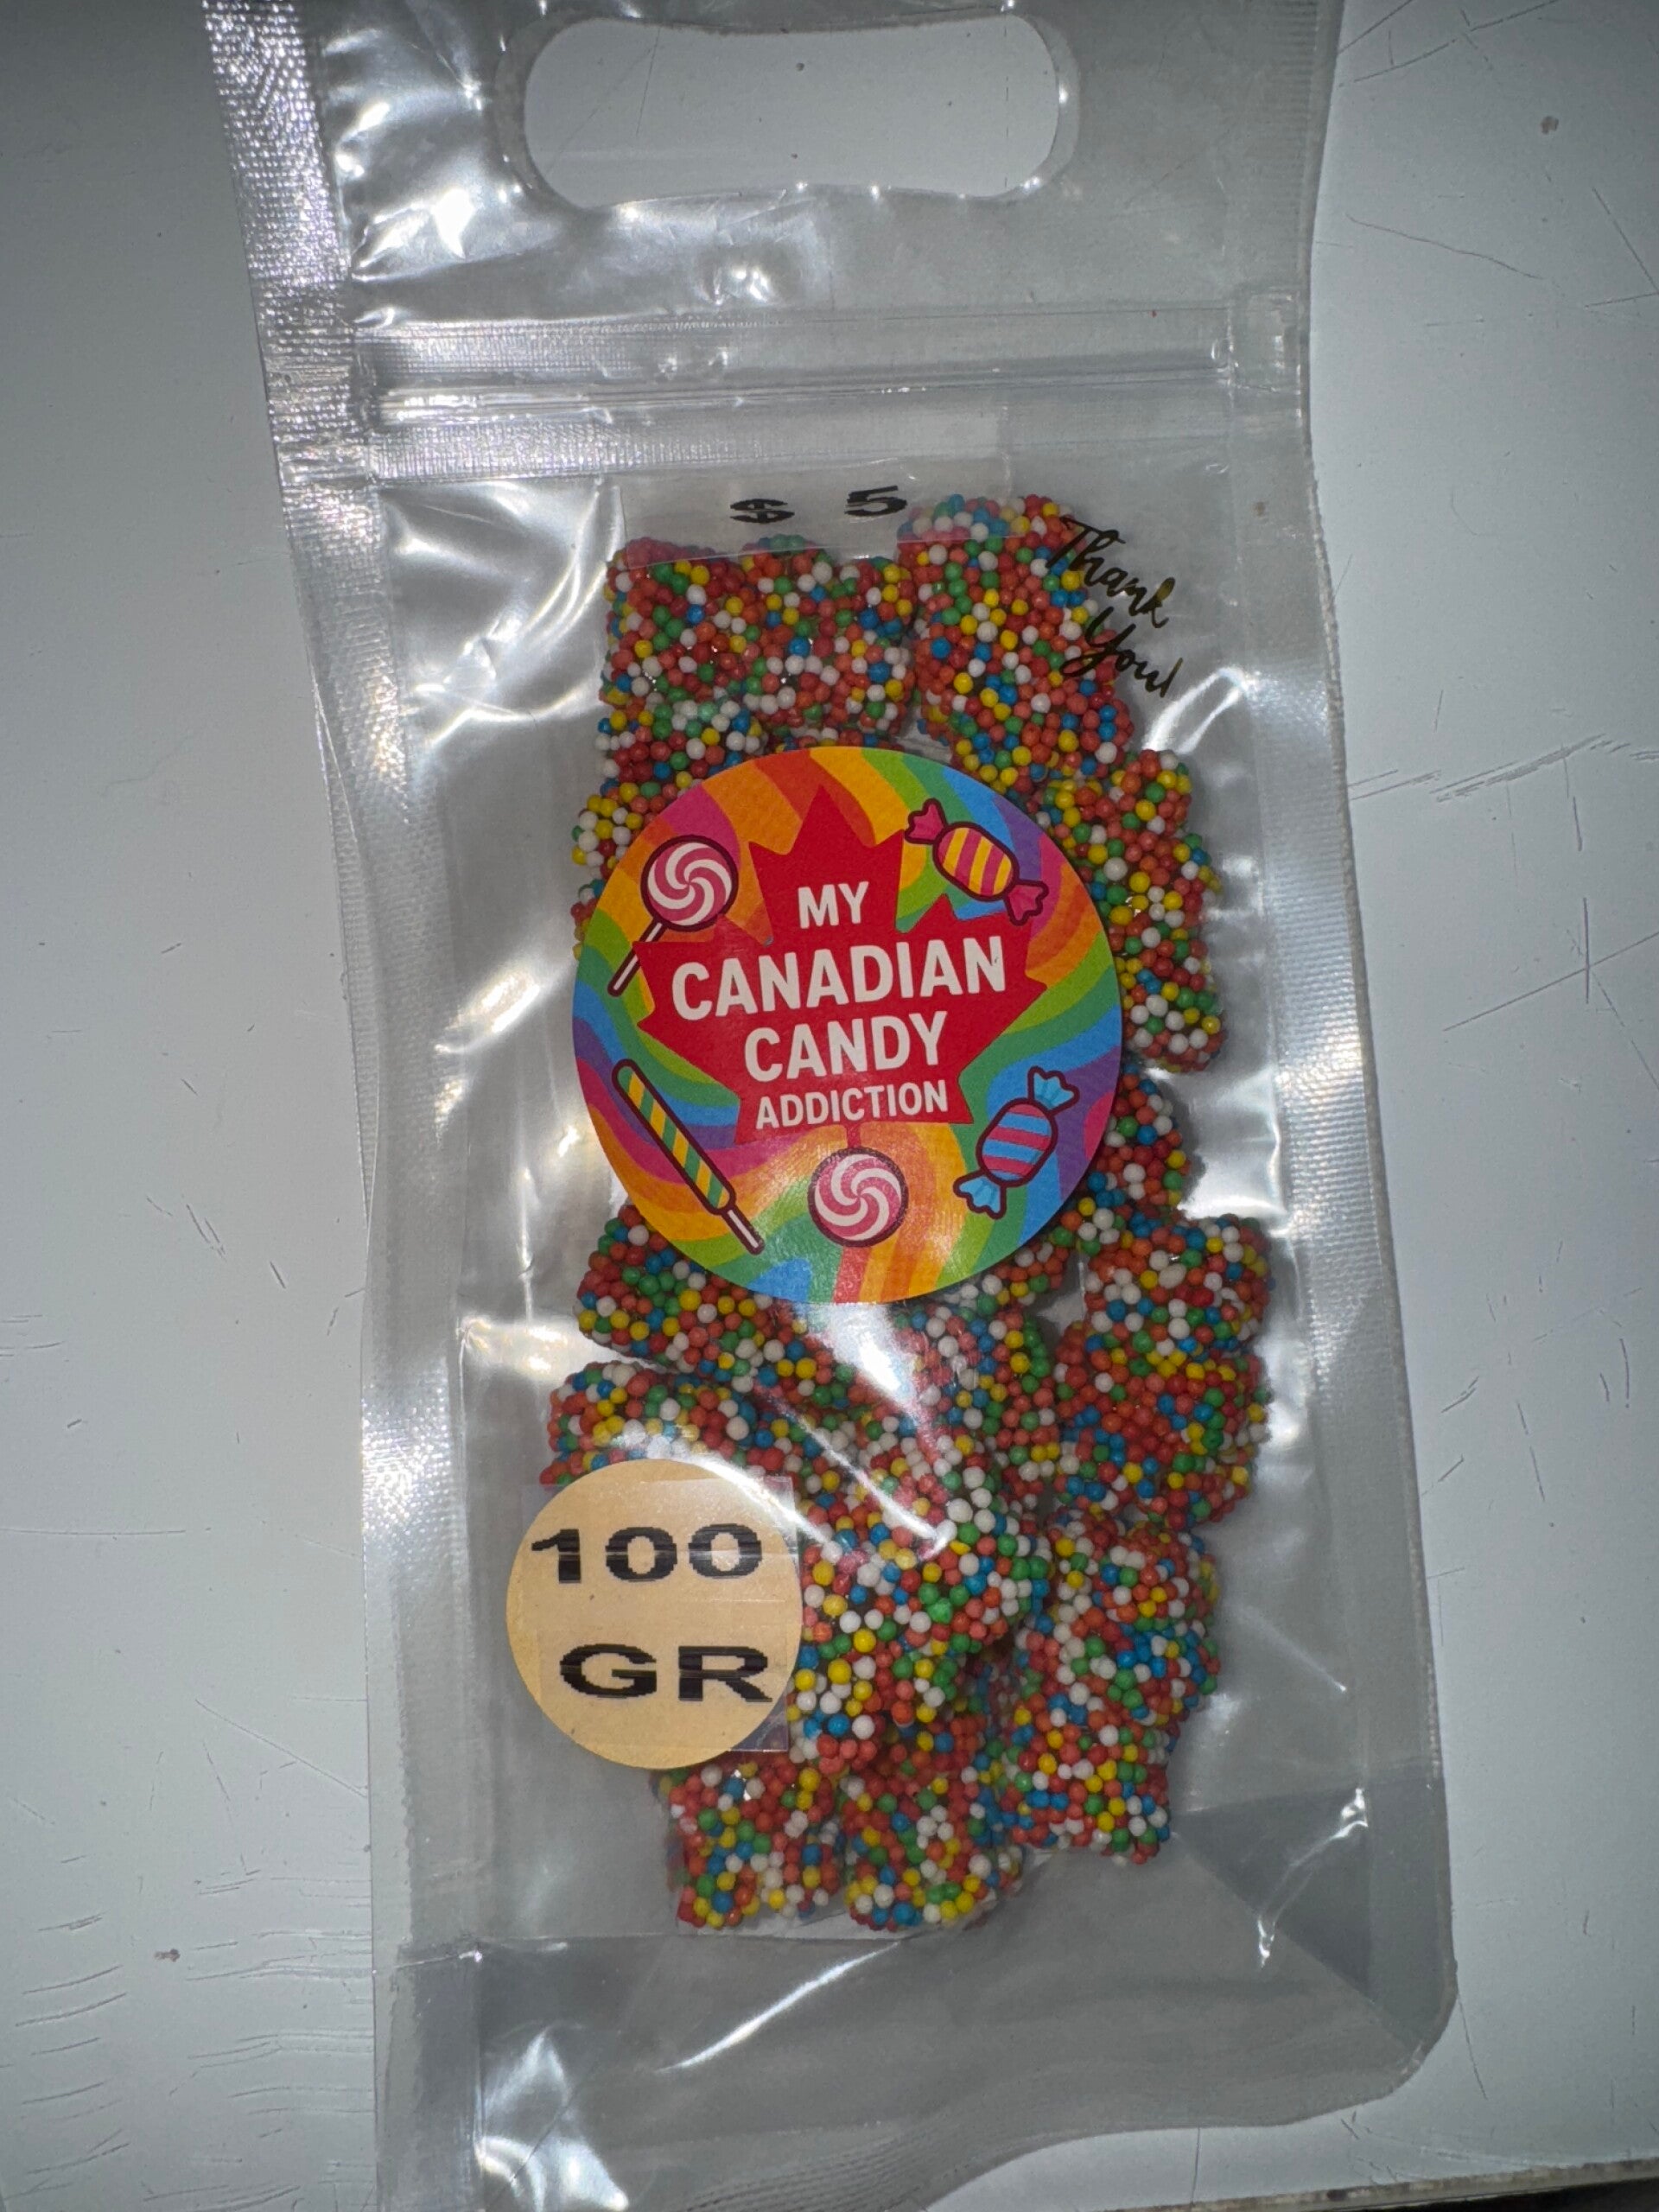 $ 5
Thank
You!
MY
CANADIAN
CANDY
ADDICTION
100
GR